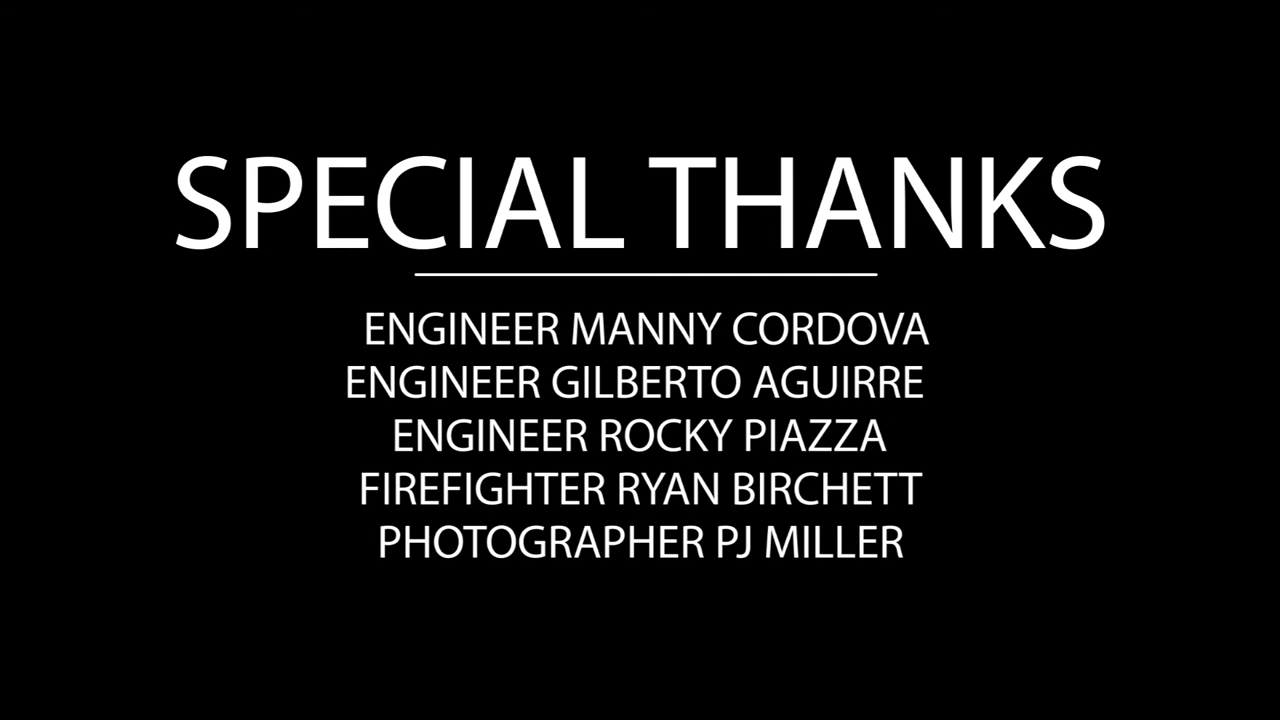 SPECIAL THANKS
ENGINEER MANNY CORDOVA
ENGINEER GILBERTO AGUIRRE
ENGINEER ROCKY PIAZZA
FIREFIGHTER RYAN BIRCHETT
PHOTOGRAPHER PJ MILLER